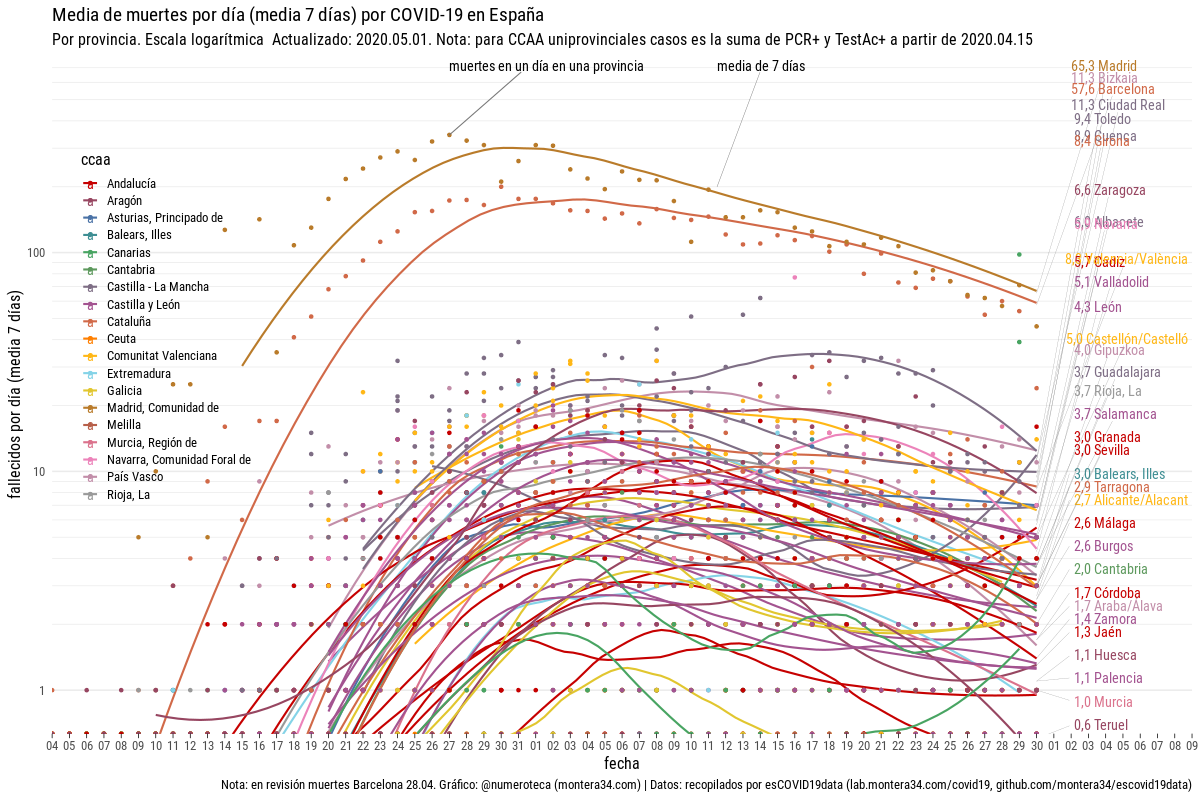 Media de muertes por día (media 7 días) por COVID-19 en España
Por provincia. Escala logarítmica Actualizado: 2020.05.01. Nota: para CCAA uniprovinciales casos es la suma de PCR+ y TestAc+ a partir de 2020.04.15
muertes en un día en una provincia
media de 7 días
ccaa
Andalucía
Aragón
Asturias, Principado de
Balears, Illes
Canarias
Cantabria
Castilla - La Mancha
Castilla y León
Cataluña
Ceuta
Comunitat Valenciana
Extremadura
Galicia
Madrid, Comunidad de
Melilla
Murcia, Región de
Navarra, Comunidad Foral de
País Vasco
Rioja, La
fallecidos por día (media 7 días)
100
10
1
65,3 Madrid
11,3 Bizkaia
57,6 Barcelona
11,3 Ciudad Real
9,4 Toledo
8,9 Cuenca
8,4 Girona
6,6 Zaragoza
6,0 Albacete
Navarra
Valencia/València
5,7 Cádiz
5,1 Valladolid
4,3 León
5,0 Castellón/Castelló
4,0 Gipuzkoa
3,7 Guadalajara
3,7 Rioja, La
3,7 Salamanca
3,0 Granada
3,0 Sevilla
3,0 Balears, Illes
2,9 Tarragona
2,7 Alicante/Alacant
2,6 Málaga
2,6 Burgos
2,0 Cantabria
1,7 Córdoba
1,7 Araba/Álava
1,4 Zamora
1,3 Jaén
1,1 Huesca
1,1 Palencia
1,0 Murcia
0,6 Teruel
04 05 06 07 08 09 10 11 12 13 14 15 16 17 18 19 20 21 22 23 24 25 26 27 28 29 30 31 01 02 03 04 05 06 07 08 09 10 11 12 13 14 15 16 17 18 19 20 21 22 23 24 25 26 27 28 29 30 01 02 03 04 05 06 07 08 09
fecha
Nota: en revisión muertes Barcelona 28.04. Gráfico: @numeroteca (montera34.com) | Datos: recopilados por esCOVID19data (lab.montera34.com/covid19, github.com/montera34/escovid19data)